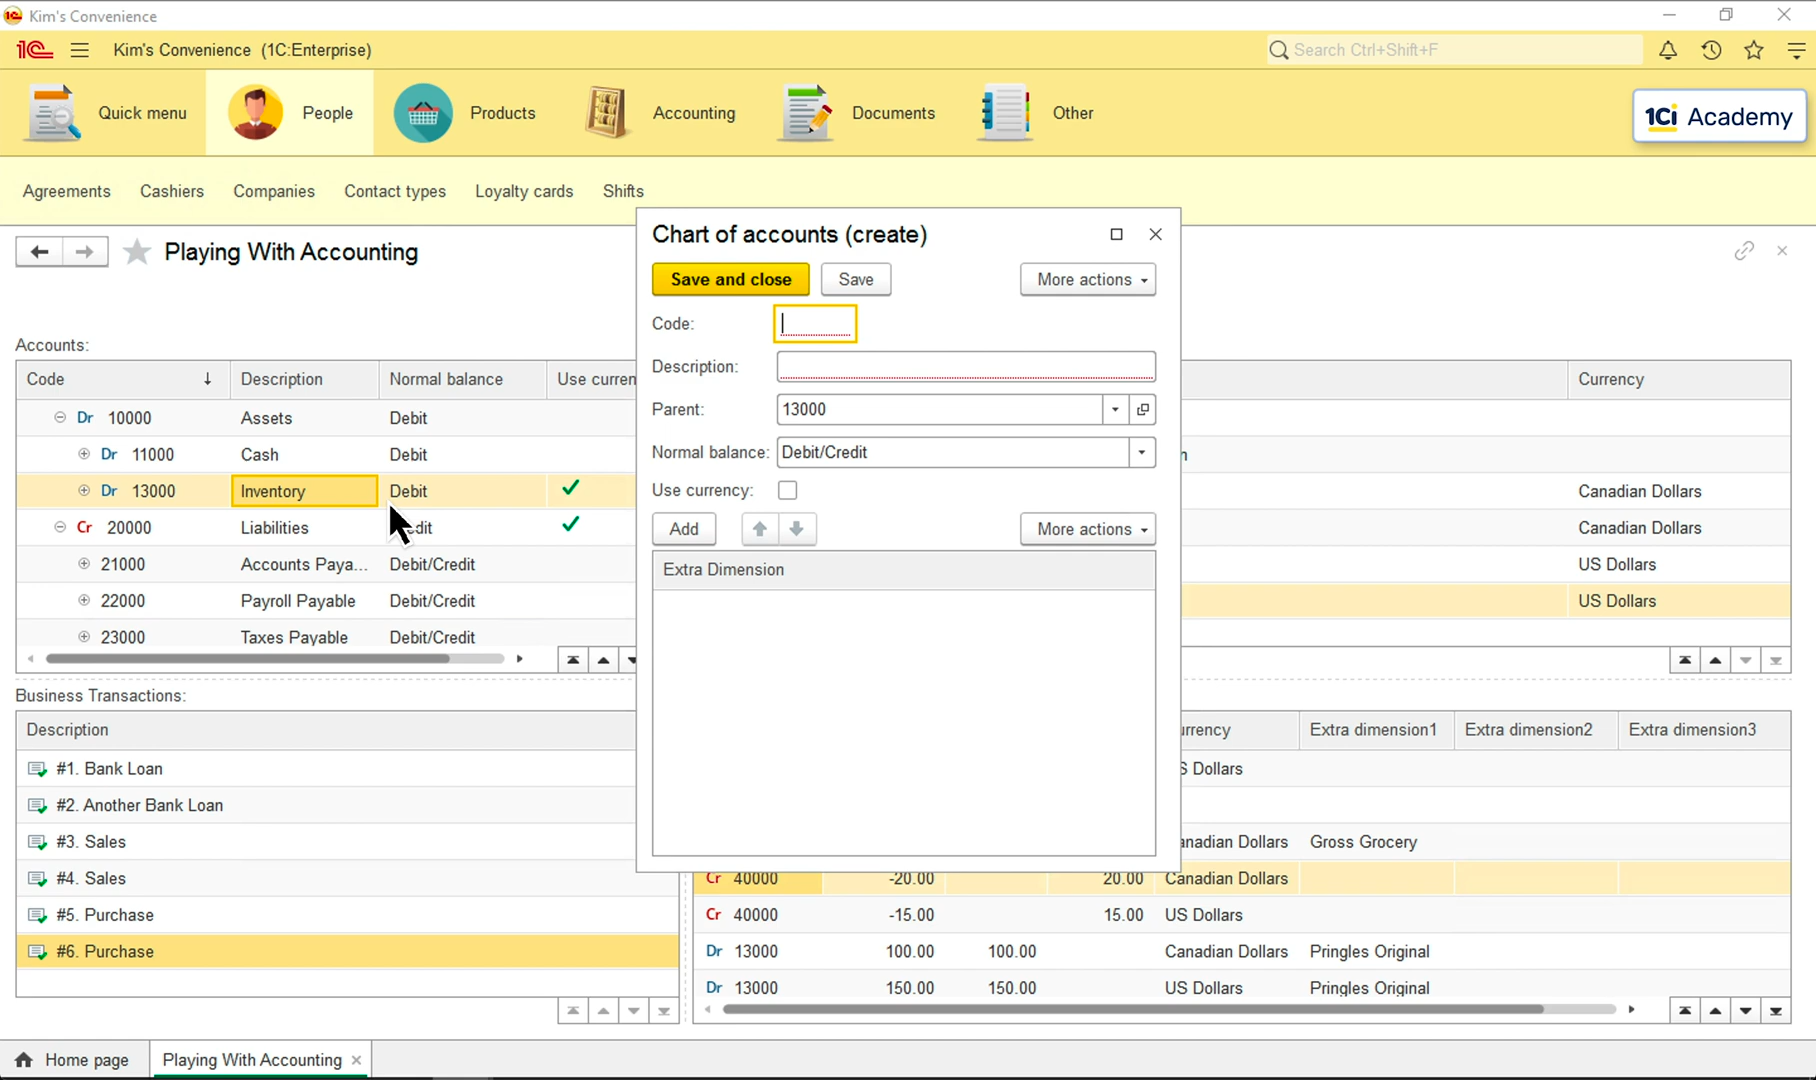 Kim's Convenience
Kim's Convenience (1C:Enterprise)
Search Ctrl+Shift+F
Quick menu
People
Products
Accounting
Documents
Other
1Ci Academy
Agreements Cashiers Companies Contact types Loyalty cards Shifts
Playing With Accounting
Accounts:
Code Description Normal balance Use curren
Dr 10000 Assets Debit
Dr 11000 Cash Debit
Dr 13000 Inventory Debit
Cr 20000 Liabilities dit
21000 Accounts Paya... Debit/Credit
22000 Payroll Payable Debit/Credit
23000 Taxes Payable Debit/Credit
Chart of accounts (create)
Save and close Save More actions
Code:
Description:
Parent: 13000
Normal balance: Debit/Credit
Use currency:
Add More actions
Extra Dimension
Currency
n
Canadian Dollars
Canadian Dollars
US Dollars
US Dollars
Business Transactions:
Description
#1. Bank Loan
#2. Another Bank Loan
#3. Sales
#4. Sales
#5. Purchase
#6. Purchase
urrency Extra dimension1 Extra dimension2 Extra dimension3
S Dollars
anadian Dollars Gross Grocery
Cr 40000 -20.00 20.00 Canadian Dollars
Cr 40000 -15.00 15.00 US Dollars
Dr 13000 100.00 100.00 Canadian Dollars Pringles Original
Dr 13000 150.00 150.00 US Dollars Pringles Original
Home page Playing With Accounting